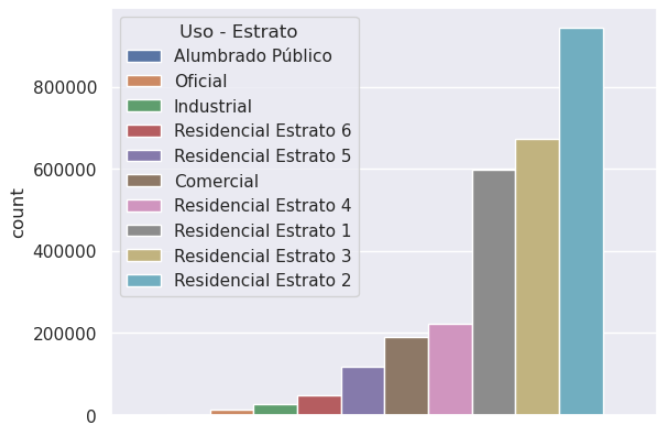 Uso - Estrato
Alumbrado Público
Oficial
Industrial
Residencial Estrato 6
Residencial Estrato 5
Comercial
Residencial Estrato 4
Residencial Estrato 1
Residencial Estrato 3
Residencial Estrato 2
800000
600000
400000
200000
0
count